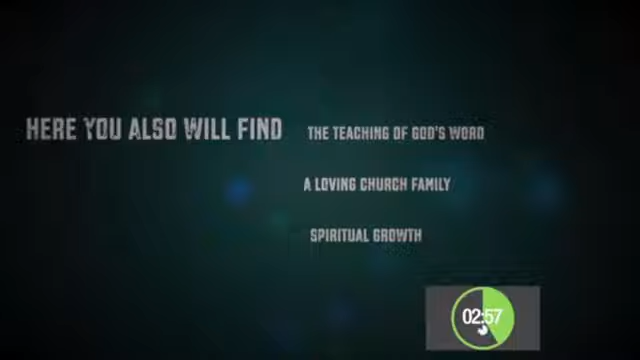 HERE YOU ALSO WILL FIND
THE TEACHING OF GOD'S WORD
A LOVING CHURCH FAMILY
SPIRITUAL GROWTH
02:57